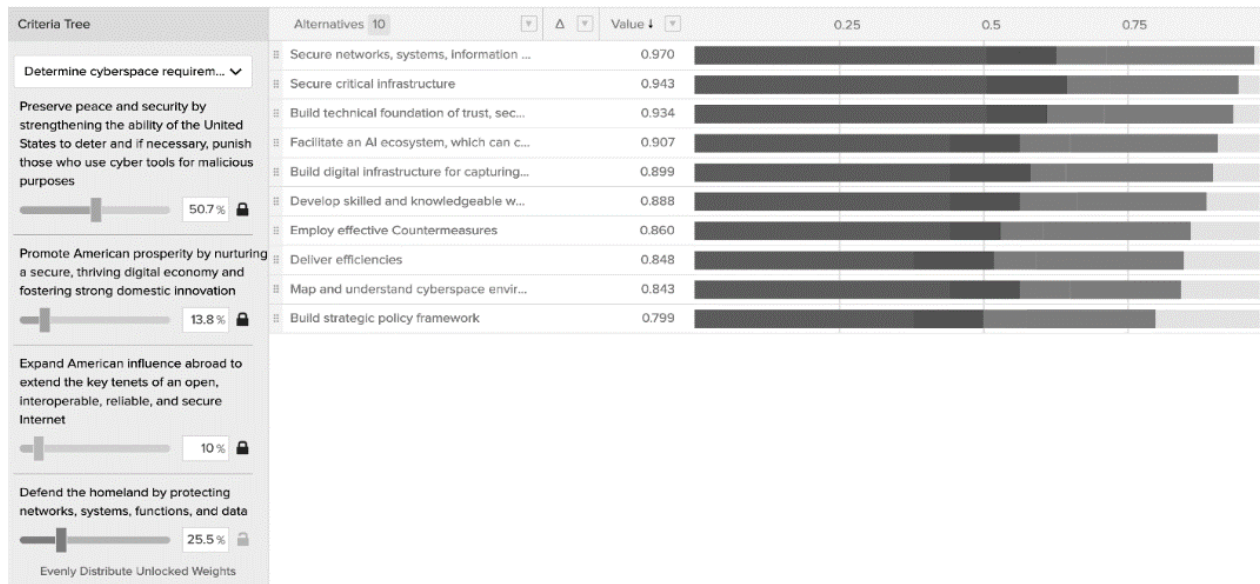 Criteria Tree
Determine cyberspace requirem...
Preserve peace and security by
strengthening the ability of the United
States to deter and if necessary, punish
those who use cyber tools for malicious
purposes
50.7 %
Promote American prosperity by nurturing
a secure, thriving digital economy and
fostering strong domestic innovation
13.8 %
Expand American influence abroad to
extend the key tenets of an open,
interoperable, reliable, and secure
Internet
10 %
Defend the homeland by protecting
networks, systems, functions, and data
25.5 %
Evenly Distribute Unlocked Weights
Alternatives 10 Δ Value ↓ 0.25 0.5 0.75
Secure networks, systems, information ... 0.970
Secure critical infrastructure 0.943
Build technical foundation of trust, sec... 0.934
Facilitate an AI ecosystem, which can c... 0.907
Build digital infrastructure for capturing... 0.899
Develop skilled and knowledgeable w... 0.888
Employ effective Countermeasures 0.860
Deliver efficiencies 0.848
Map and understand cyberspace envir... 0.843
Build strategic policy framework 0.799